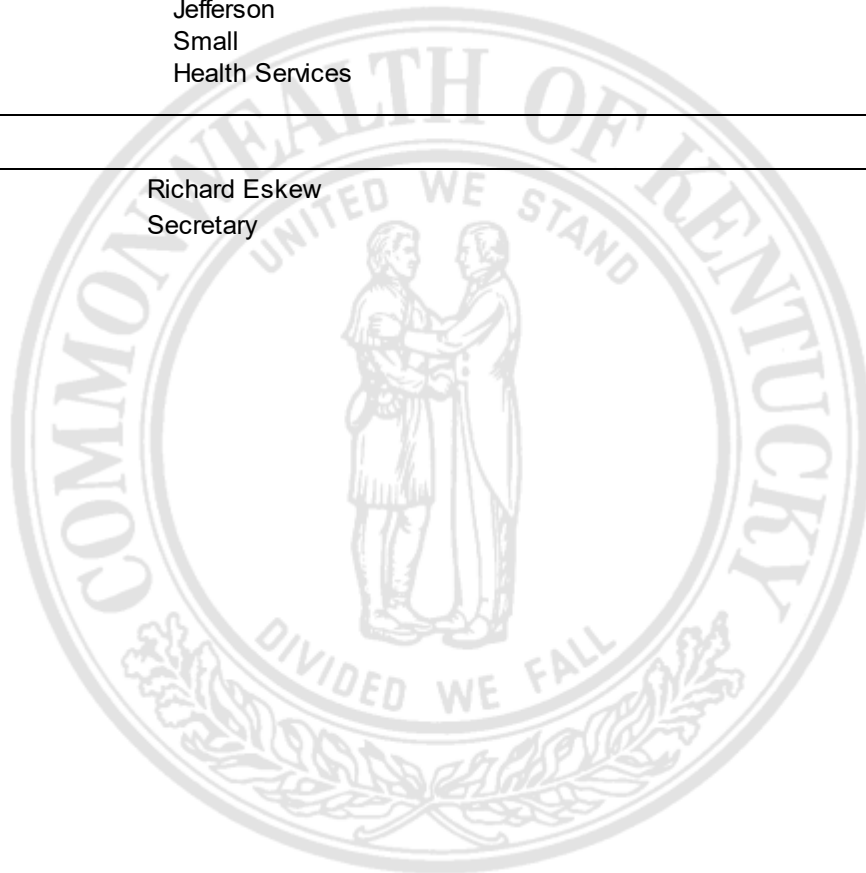 Jefferson
Small
Health Services
Richard Eskew
Secretary
COMMONWEALTH OF KENTUCKY
UNITED WE STAND
DIVIDED WE FALL